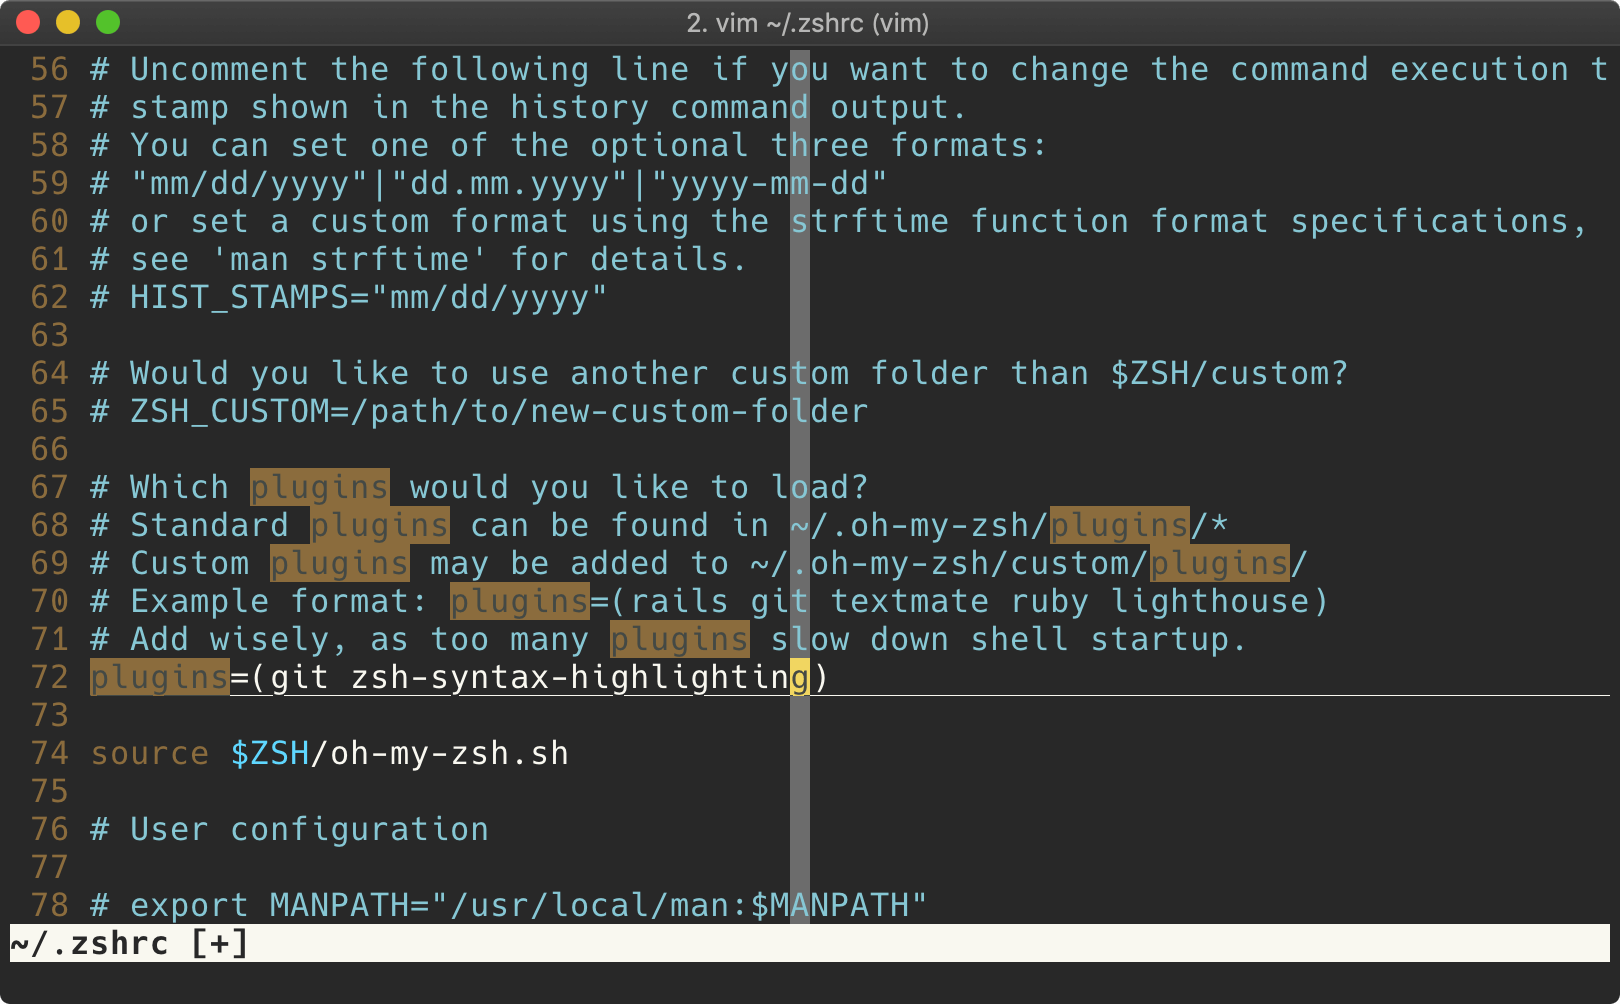 2. vim ~/.zshrc (vim)
56 # Uncomment the following line if you want to change the command execution t
57 # stamp shown in the history command output.
58 # You can set one of the optional three formats:
59 # "mm/dd/yyyy"|"dd.mm.yyyy"|"yyyy-mm-dd"
60 # or set a custom format using the strftime function format specifications,
61 # see 'man strftime' for details.
62 # HIST_STAMPS="mm/dd/yyyy"
63
64 # Would you like to use another custom folder than $ZSH/custom?
65 # ZSH_CUSTOM=/path/to/new-custom-folder
66
67 # Which plugins would you like to load?
68 # Standard plugins can be found in ~/.oh-my-zsh/plugins/*
69 # Custom plugins may be added to ~/.oh-my-zsh/custom/plugins/
70 # Example format: plugins=(rails git textmate ruby lighthouse)
71 # Add wisely, as too many plugins slow down shell startup.
72 plugins=(git zsh-syntax-highlighting)
73
74 source $ZSH/oh-my-zsh.sh
75
76 # User configuration
77
78 # export MANPATH="/usr/local/man:$MANPATH"
~/.zshrc [+]